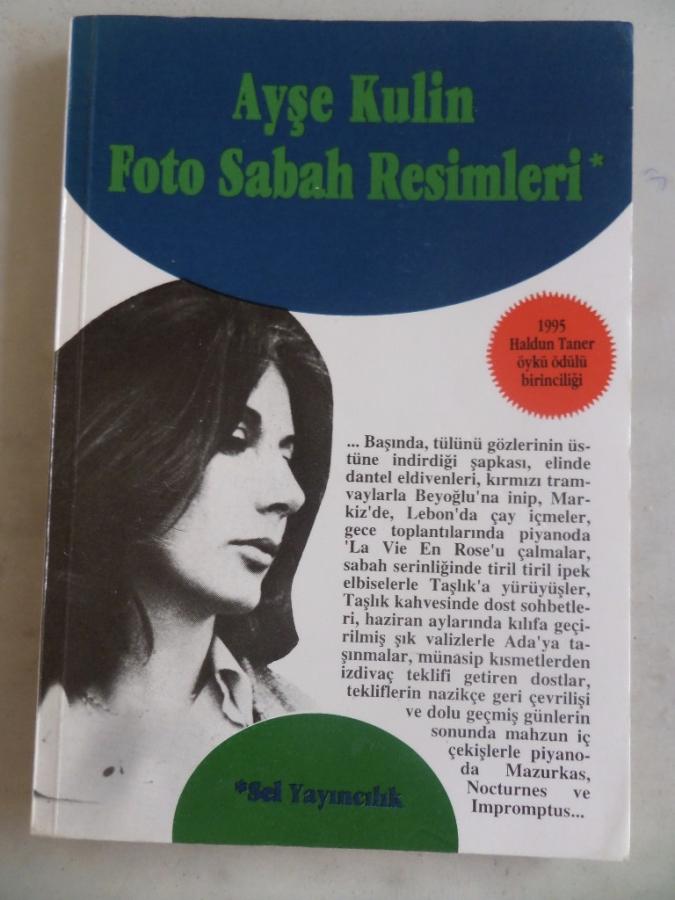 Ayşe Kulin
Foto Sabah Resimleri*
1995
Haldun Taner
öykü ödülü
birinciliği
... Başında, tülünü gözlerinin üs-
tüne indirdiği şapkası, elinde
dantel eldivenleri, kırmızı tram-
vaylarla Beyoğlu'na inip, Mar-
kiz'de, Lebon'da çay içmeler,
gece toplantılarında piyanoda
'La Vie En Rose'u çalmalar,
sabah serinliğinde tiril tiril ipek
elbiselerle Taşlık'a yürüyüşler,
Taşlık kahvesinde dost sohbetle-
ri, haziran aylarında kılıfa geçi-
rilmiş şık valizlerle Ada'ya ta-
şınmalar, münasip kısmetlerden
izdivaç teklifi getiren dostlar,
tekliflerin nazikçe geri çevrilişi
ve dolu geçmiş günlerin
sonunda mahzun iç
çekişlerle piyano-
da Mazurkas,
Nocturnes ve
Impromptus...
*Sel Yayıncılık